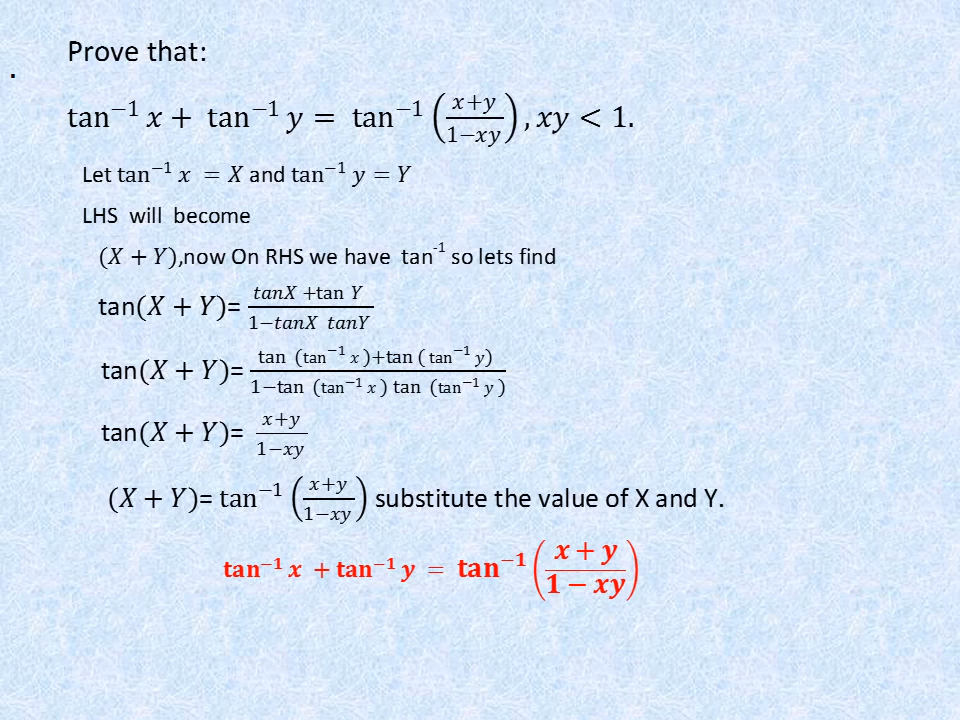 Prove that:
.
tan⁻¹ x + tan⁻¹ y = tan⁻¹ ((x+y)/(1−xy)) , xy < 1.
Let tan⁻¹ x = X and tan⁻¹ y = Y
LHS will become
(X + Y),now On RHS we have tan⁻¹ so lets find
tan(X + Y)= (tanX +tan Y)/(1−tanX tanY)
tan(X + Y)= (tan (tan⁻¹ x )+tan ( tan⁻¹ y))/(1−tan (tan⁻¹ x ) tan (tan⁻¹ y ))
tan(X + Y)= (x+y)/(1−xy)
(X + Y)= tan⁻¹ ((x+y)/(1−xy)) substitute the value of X and Y.
tan⁻¹ x + tan⁻¹ y = tan⁻¹ ((x + y)/(1 − xy))